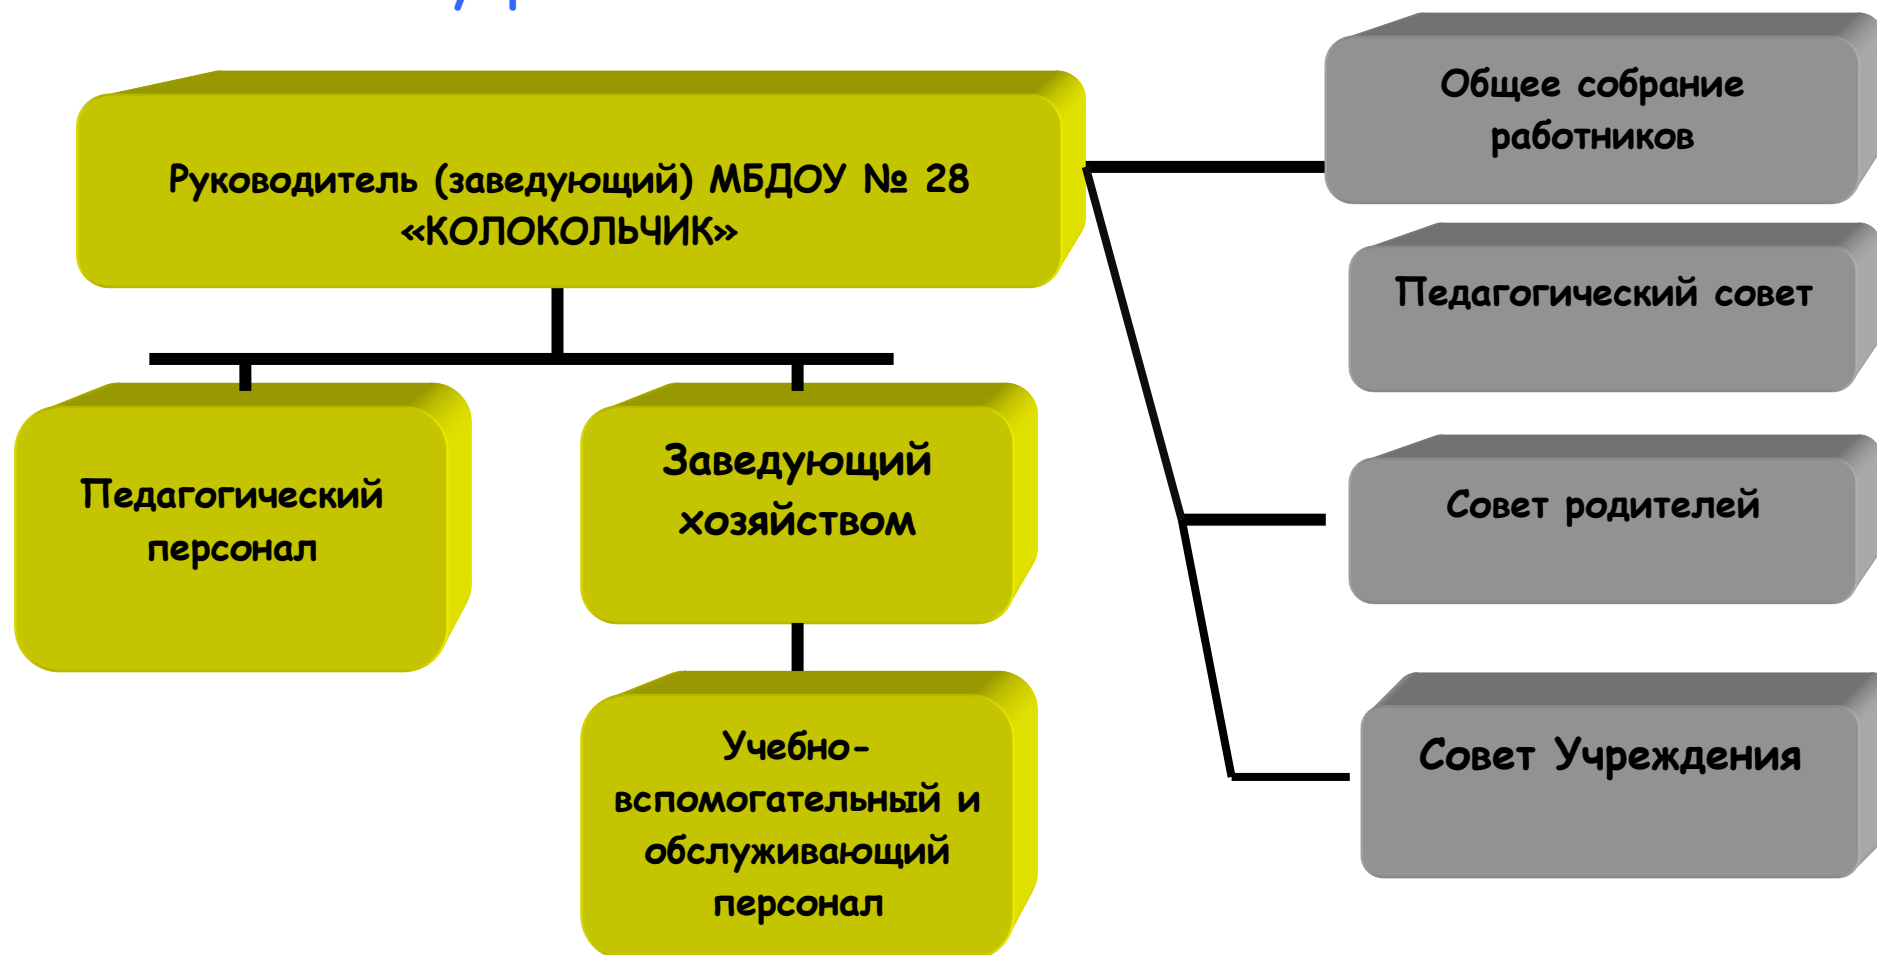 Руководитель (заведующий) МБДОУ № 28
«КОЛОКОЛЬЧИК»
Общее собрание
работников
Педагогический совет
Совет родителей
Совет Учреждения
Педагогический
персонал
Заведующий
хозяйством
Учебно-
вспомогательный и
обслуживающий
персонал